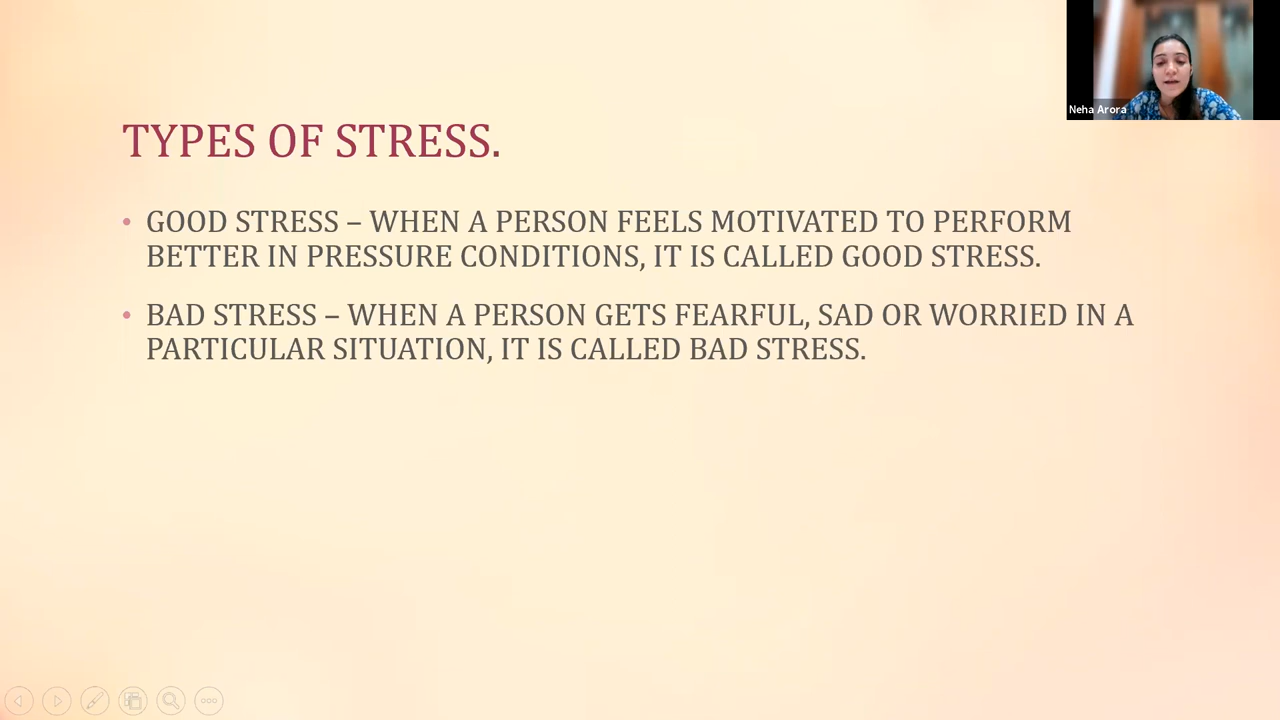 Neha Arora
TYPES OF STRESS.
• GOOD STRESS – WHEN A PERSON FEELS MOTIVATED TO PERFORM
BETTER IN PRESSURE CONDITIONS, IT IS CALLED GOOD STRESS.
• BAD STRESS – WHEN A PERSON GETS FEARFUL, SAD OR WORRIED IN A
PARTICULAR SITUATION, IT IS CALLED BAD STRESS.